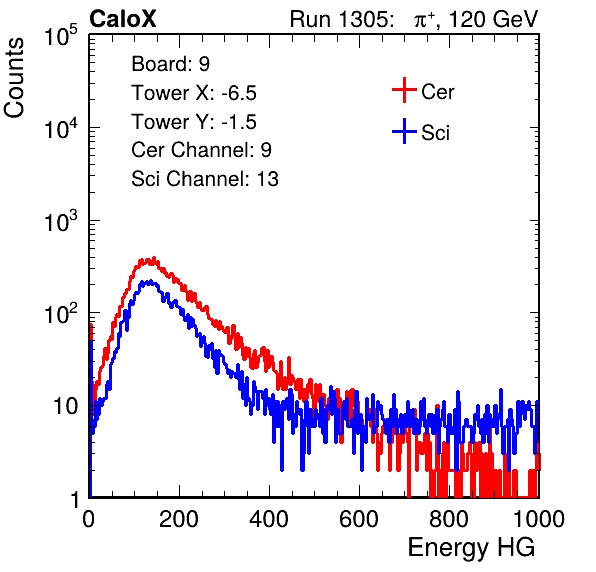 CaloX Run 1305: π⁺, 120 GeV
Board: 9
Tower X: -6.5
Tower Y: -1.5
Cer Channel: 9
Sci Channel: 13
Cer
Sci
Counts
10⁵
10⁴
10³
10²
10
1
0 200 400 600 800 1000
Energy HG